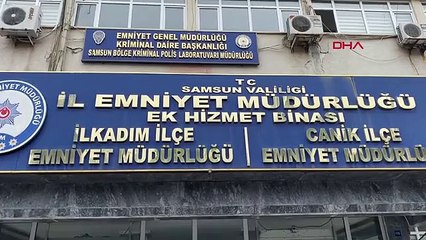 EMNİYET GENEL MÜDÜRLÜĞÜ
KRİMİNAL DAİRE BAŞKANLIĞI
SAMSUN BÖLGE KRİMİNAL POLİS LABORATUVARI MÜDÜRLÜĞÜ
DHA
T.C
SAMSUN VALİLİĞİ
İL EMNİYET MÜDÜRLÜĞÜ
EK HİZMET BİNASI
İLKADIM İLÇE
EMNİYET MÜDÜRLÜĞÜ
CANİK İLÇE
EMNİYET MÜDÜRLÜ